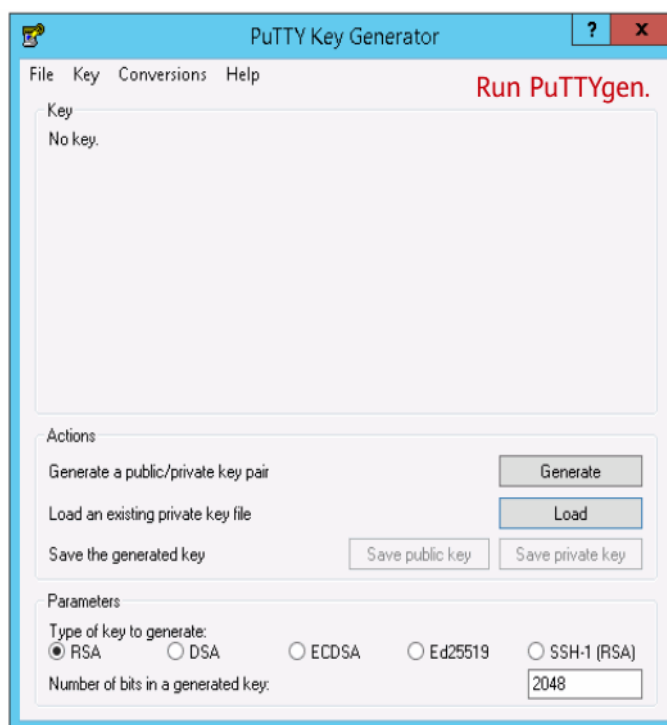 PuTTY Key Generator
? x
File Key Conversions Help
Run PuTTYgen.
Key
No key.
Actions
Generate a public/private key pair Generate
Load an existing private key file Load
Save the generated key Save public key Save private key
Parameters
Type of key to generate:
RSA DSA ECDSA Ed25519 SSH-1 (RSA)
Number of bits in a generated key: 2048